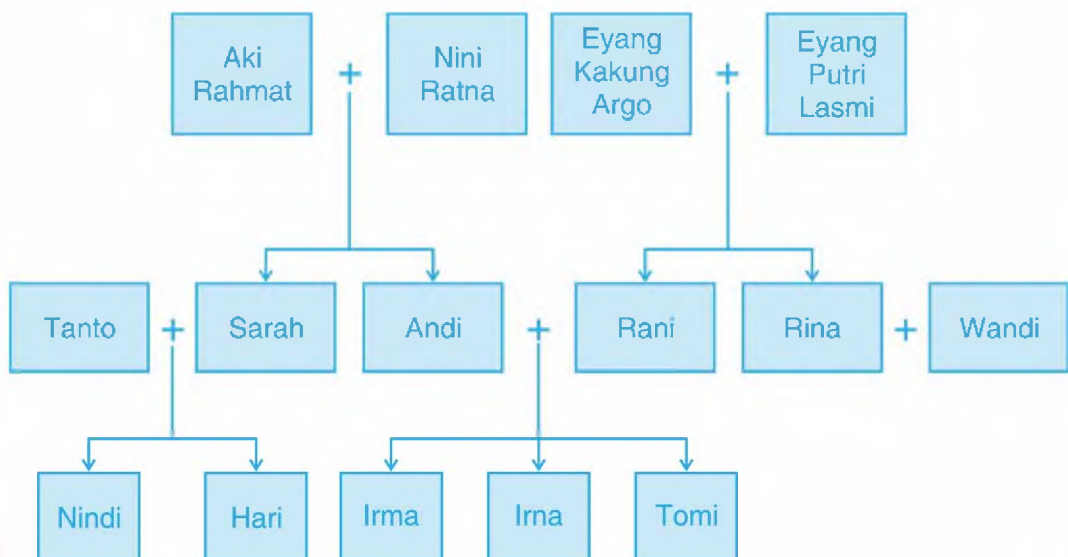 Aki
Rahmat
+
Nini
Ratna
Eyang
Kakung
Argo
+
Eyang
Putri
Lasmi
Tanto
+
Sarah
Andi
+
Rani
Rina
+
Wandi
Nindi
Hari
Irma
Irna
Tomi